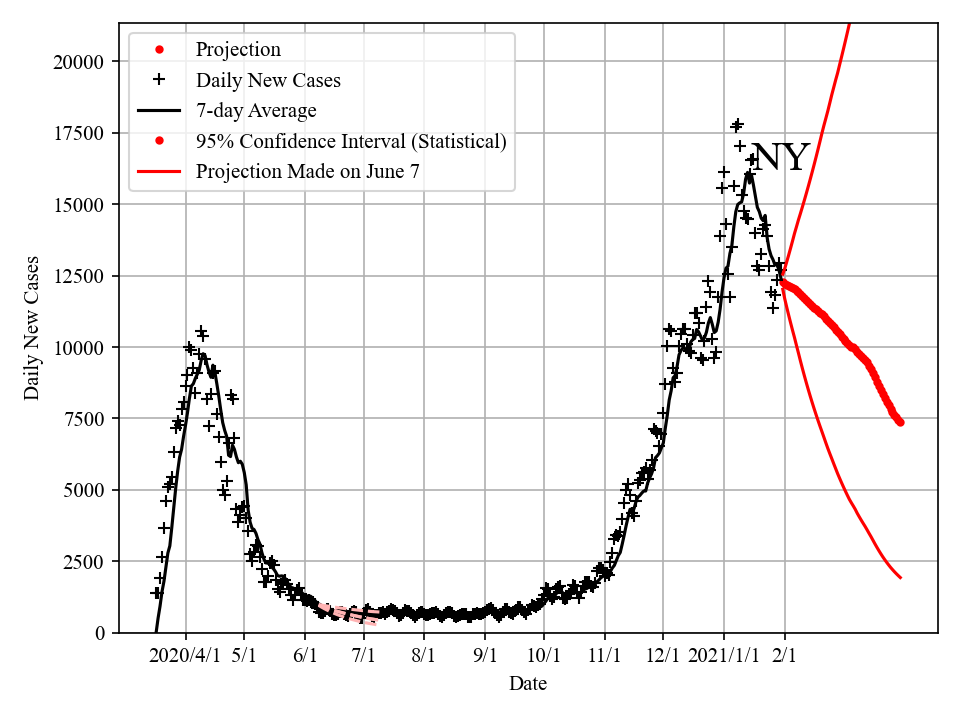 Projection
Daily New Cases
7-day Average
95% Confidence Interval (Statistical)
Projection Made on June 7
NY
20000
17500
15000
12500
10000
7500
5000
2500
0
Daily New Cases
2020/4/1 5/1 6/1 7/1 8/1 9/1 10/1 11/1 12/1 2021/1/1 2/1
Date